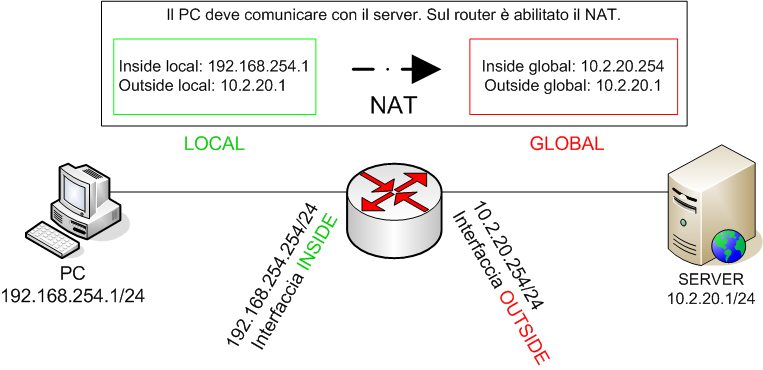 Il PC deve comunicare con il server. Sul router è abilitato il NAT.
Inside local: 192.168.254.1
Outside local: 10.2.20.1
NAT
Inside global: 10.2.20.254
Outside global: 10.2.20.1
LOCAL
GLOBAL
PC
192.168.254.1/24
192.168.254.254/24
Interfaccia INSIDE
10.2.20.254/24
Interfaccia OUTSIDE
SERVER
10.2.20.1/24